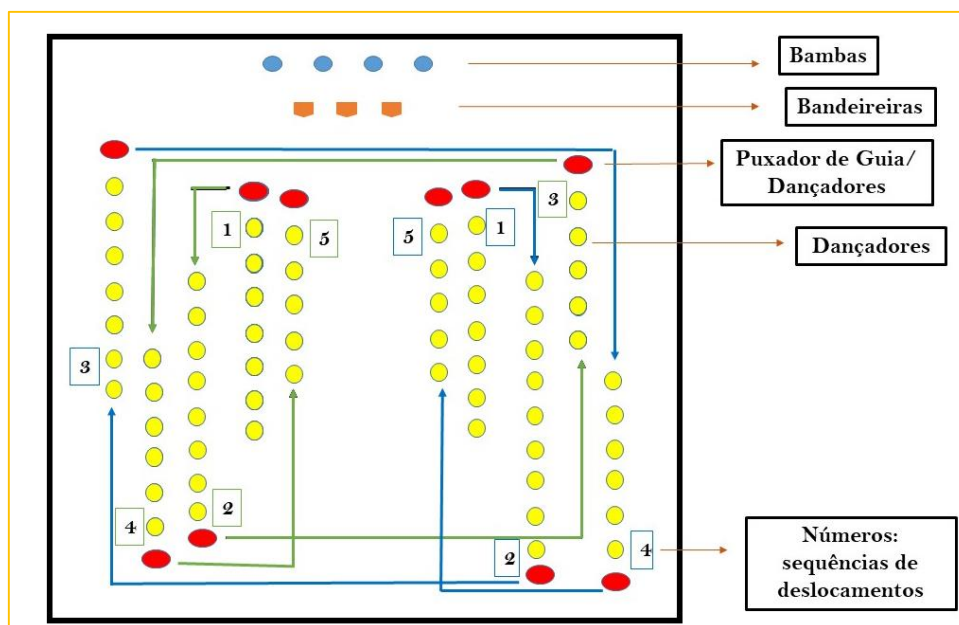 Bambas
Bandeireiras
Puxador de Guia/
Dançadores
3
1
5
5
1
Dançadores
3
4
2
2
4
Números:
sequências de
deslocamentos